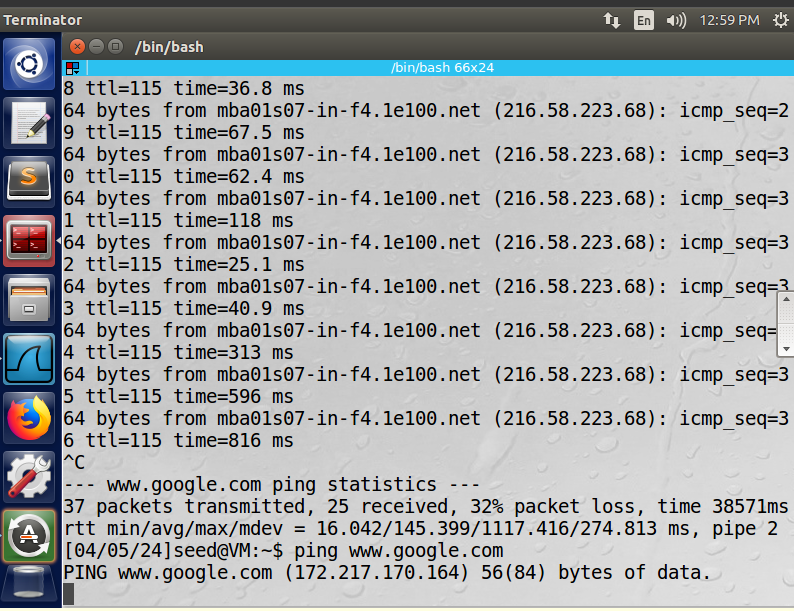 Terminator
En
12:59 PM
/bin/bash
/bin/bash 66x24
8 ttl=115 time=36.8 ms
64 bytes from mba01s07-in-f4.1e100.net (216.58.223.68): icmp_seq=2
9 ttl=115 time=67.5 ms
64 bytes from mba01s07-in-f4.1e100.net (216.58.223.68): icmp_seq=3
0 ttl=115 time=62.4 ms
64 bytes from mba01s07-in-f4.1e100.net (216.58.223.68): icmp_seq=3
1 ttl=115 time=118 ms
64 bytes from mba01s07-in-f4.1e100.net (216.58.223.68): icmp_seq=3
2 ttl=115 time=25.1 ms
64 bytes from mba01s07-in-f4.1e100.net (216.58.223.68): icmp_seq=3
3 ttl=115 time=40.9 ms
64 bytes from mba01s07-in-f4.1e100.net (216.58.223.68): icmp_seq=
4 ttl=115 time=313 ms
64 bytes from mba01s07-in-f4.1e100.net (216.58.223.68): icmp_seq=3
5 ttl=115 time=596 ms
64 bytes from mba01s07-in-f4.1e100.net (216.58.223.68): icmp_seq=3
6 ttl=115 time=816 ms
^C
--- www.google.com ping statistics ---
37 packets transmitted, 25 received, 32% packet loss, time 38571ms
rtt min/avg/max/mdev = 16.042/145.399/1117.416/274.813 ms, pipe 2
[04/05/24]seed@VM:~$ ping www.google.com
PING www.google.com (172.217.170.164) 56(84) bytes of data.